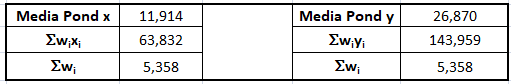 Media Pond x 11,914 Media Pond y 26,870
Σwᵢxᵢ 63,832 Σwᵢyᵢ 143,959
Σwᵢ 5,358 Σwᵢ 5,358